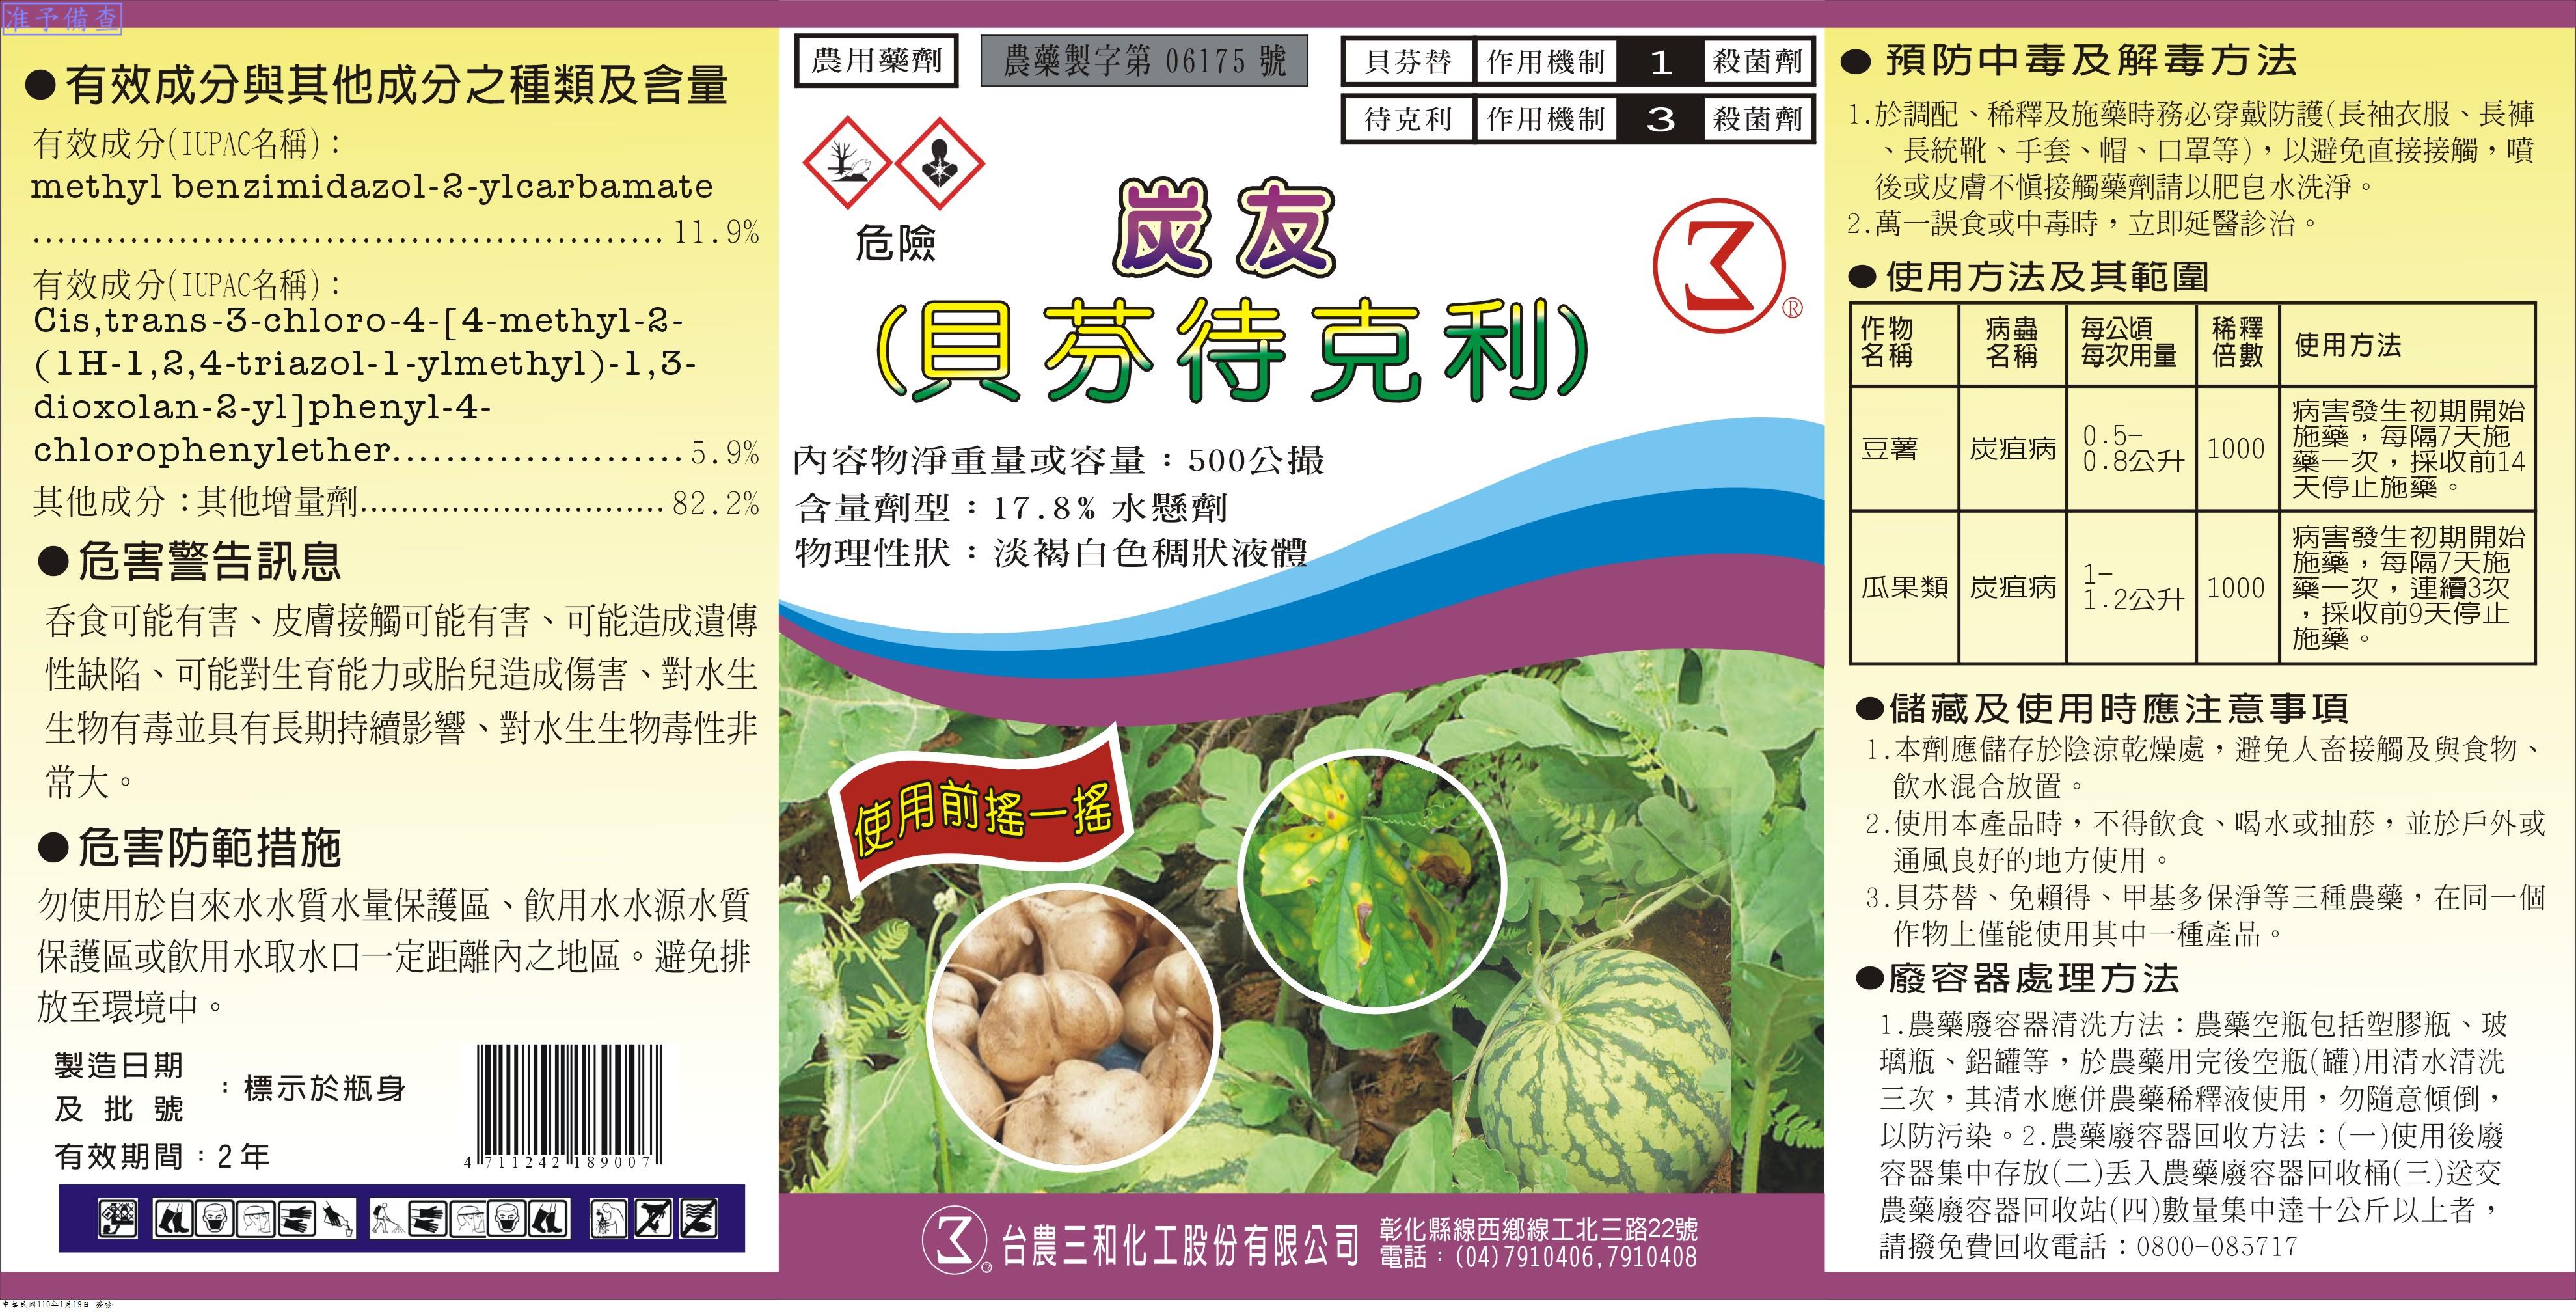 准予備查
●有效成分與其他成分之種類及含量
有效成分(IUPAC名稱)：
methyl benzimidazol-2-ylcarbamate
.................................................... 11.9%
有效成分(IUPAC名稱)：
Cis,trans-3-chloro-4-[4-methyl-2-
(1H-1,2,4-triazol-1-ylmethyl)-1,3-
dioxolan-2-yl]phenyl-4-
chlorophenylether....................... 5.9%
其他成分：其他增量劑.............................. 82.2%
●危害警告訊息
吞食可能有害、皮膚接觸可能有害、可能造成遺傳
性缺陷、可能對生育能力或胎兒造成傷害、對水生
生物有毒並具有長期持續影響、對水生生物毒性非
常大。
●危害防範措施
勿使用於自來水水質水量保護區、飲用水水源水質
保護區或飲用水取水口一定距離內之地區。避免排
放至環境中。
製造日期
及批號
：標示於瓶身
有效期間：2年
4 711242 189007
農用藥劑
農藥製字第 06175 號
貝芬替 作用機制 1 殺菌劑
待克利 作用機制 3 殺菌劑
危險
炭友
(貝芬待克利)
3
®
內容物淨重量或容量：500公撮
含量劑型：17.8% 水懸劑
物理性狀：淡褐白色稠狀液體
使用前搖一搖
3 ® 台農三和化工股份有限公司
彰化縣線西鄉線工北三路22號
電話：(04)7910406,7910408
●預防中毒及解毒方法
1.於調配、稀釋及施藥時務必穿戴防護(長袖衣服、長褲
、長統靴、手套、帽、口罩等)，以避免直接接觸，噴
後或皮膚不慎接觸藥劑請以肥皂水洗淨。
2.萬一誤食或中毒時，立即延醫診治。
●使用方法及其範圍
作物名稱 病蟲名稱 每公頃每次用量 稀釋倍數 使用方法
豆薯 炭疽病 0.5-0.8公升 1000
病害發生初期開始
施藥，每隔7天施
藥一次，採收前14
天停止施藥。
瓜果類 炭疽病 1-1.2公升 1000
病害發生初期開始
施藥，每隔7天施
藥一次，連續3次
，採收前9天停止
施藥。
●儲藏及使用時應注意事項
1.本劑應儲存於陰涼乾燥處，避免人畜接觸及與食物、
飲水混合放置。
2.使用本產品時，不得飲食、喝水或抽菸，並於戶外或
通風良好的地方使用。
3.貝芬替、免賴得、甲基多保淨等三種農藥，在同一個
作物上僅能使用其中一種產品。
●廢容器處理方法
1.農藥廢容器清洗方法：農藥空瓶包括塑膠瓶、玻
璃瓶、鋁罐等，於農藥用完後空瓶(罐)用清水清洗
三次，其清水應併農藥稀釋液使用，勿隨意傾倒，
以防污染。2.農藥廢容器回收方法：(一)使用後廢
容器集中存放(二)丟入農藥廢容器回收桶(三)送交
農藥廢容器回收站(四)數量集中達十公斤以上者，
請撥免費回收電話：0800-085717
中華民國110年1月19日 簽發